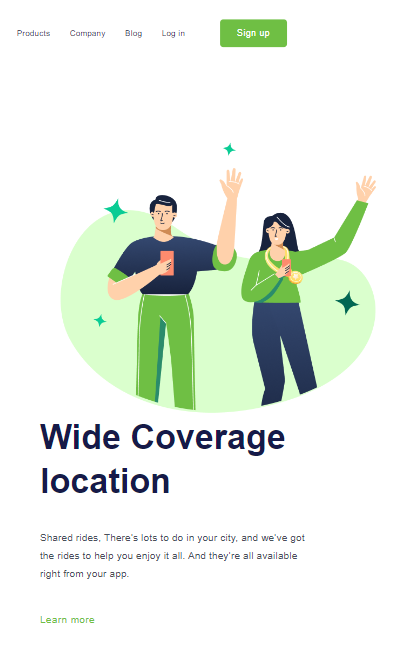 Products Company Blog Log in Sign up
Wide Coverage
location
Shared rides, There's lots to do in your city, and we've got
the rides to help you enjoy it all. And they're all available
right from your app.
Learn more